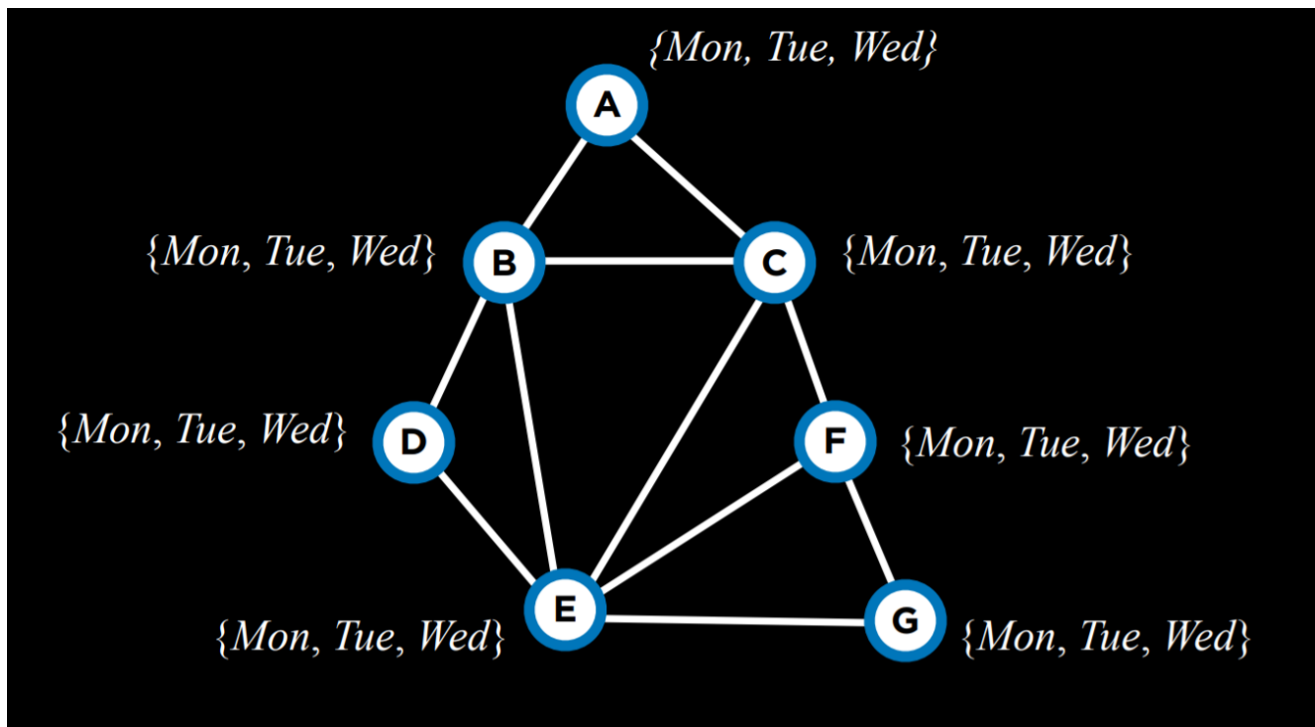 {Mon, Tue, Wed}
A
{Mon, Tue, Wed}
B
C
{Mon, Tue, Wed}
{Mon, Tue, Wed}
D
F
{Mon, Tue, Wed}
{Mon, Tue, Wed}
E
G
{Mon, Tue, Wed}